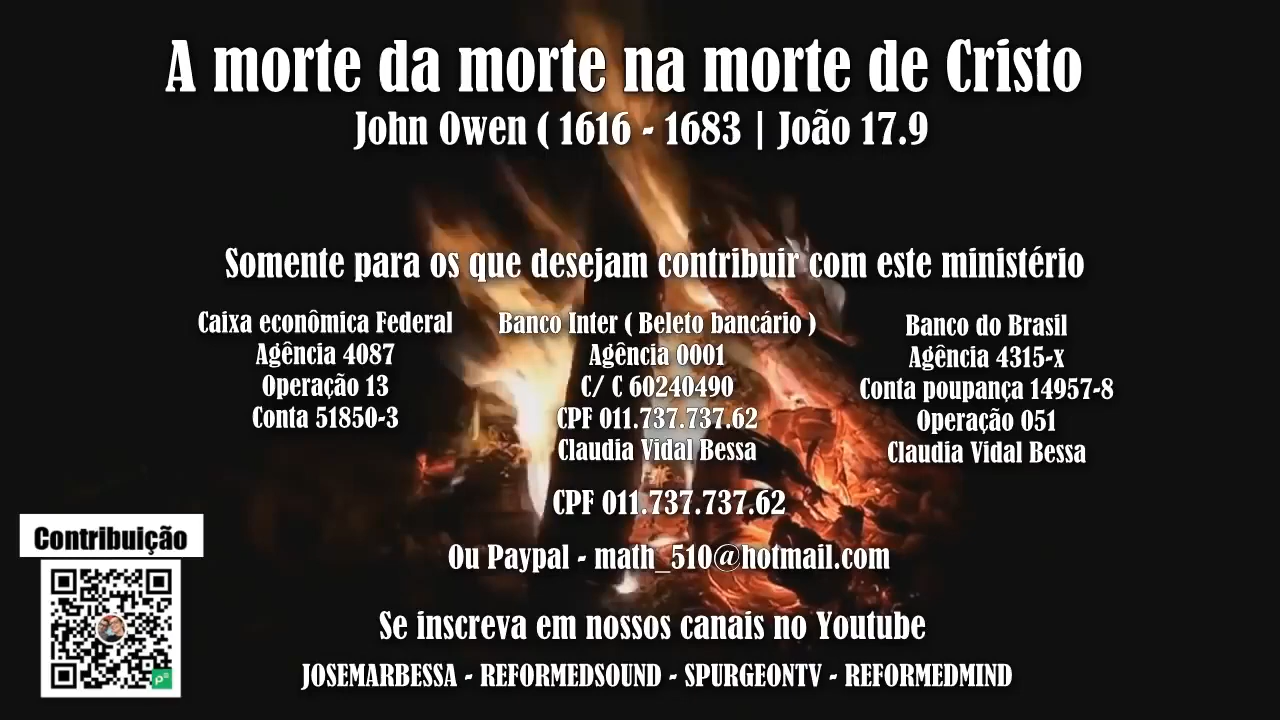 A morte da morte na morte de Cristo
John Owen ( 1616 - 1683 | João 17.9
Somente para os que desejam contribuir com este ministério
Caixa econômica Federal
Agência 4087
Operação 13
Conta 51850-3
Banco Inter ( Beleto bancário )
Agência 0001
C/ C 60240490
CPF 011.737.737.62
Claudia Vidal Bessa
Banco do Brasil
Agência 4315-x
Conta poupança 14957-8
Operação 051
Claudia Vidal Bessa
CPF 011.737.737.62
Ou Paypal - math_510@hotmail.com
Contribuição
Se inscreva em nossos canais no Youtube
JOSEMARBESSA - REFORMEDSOUND - SPURGEONTV - REFORMEDMIND